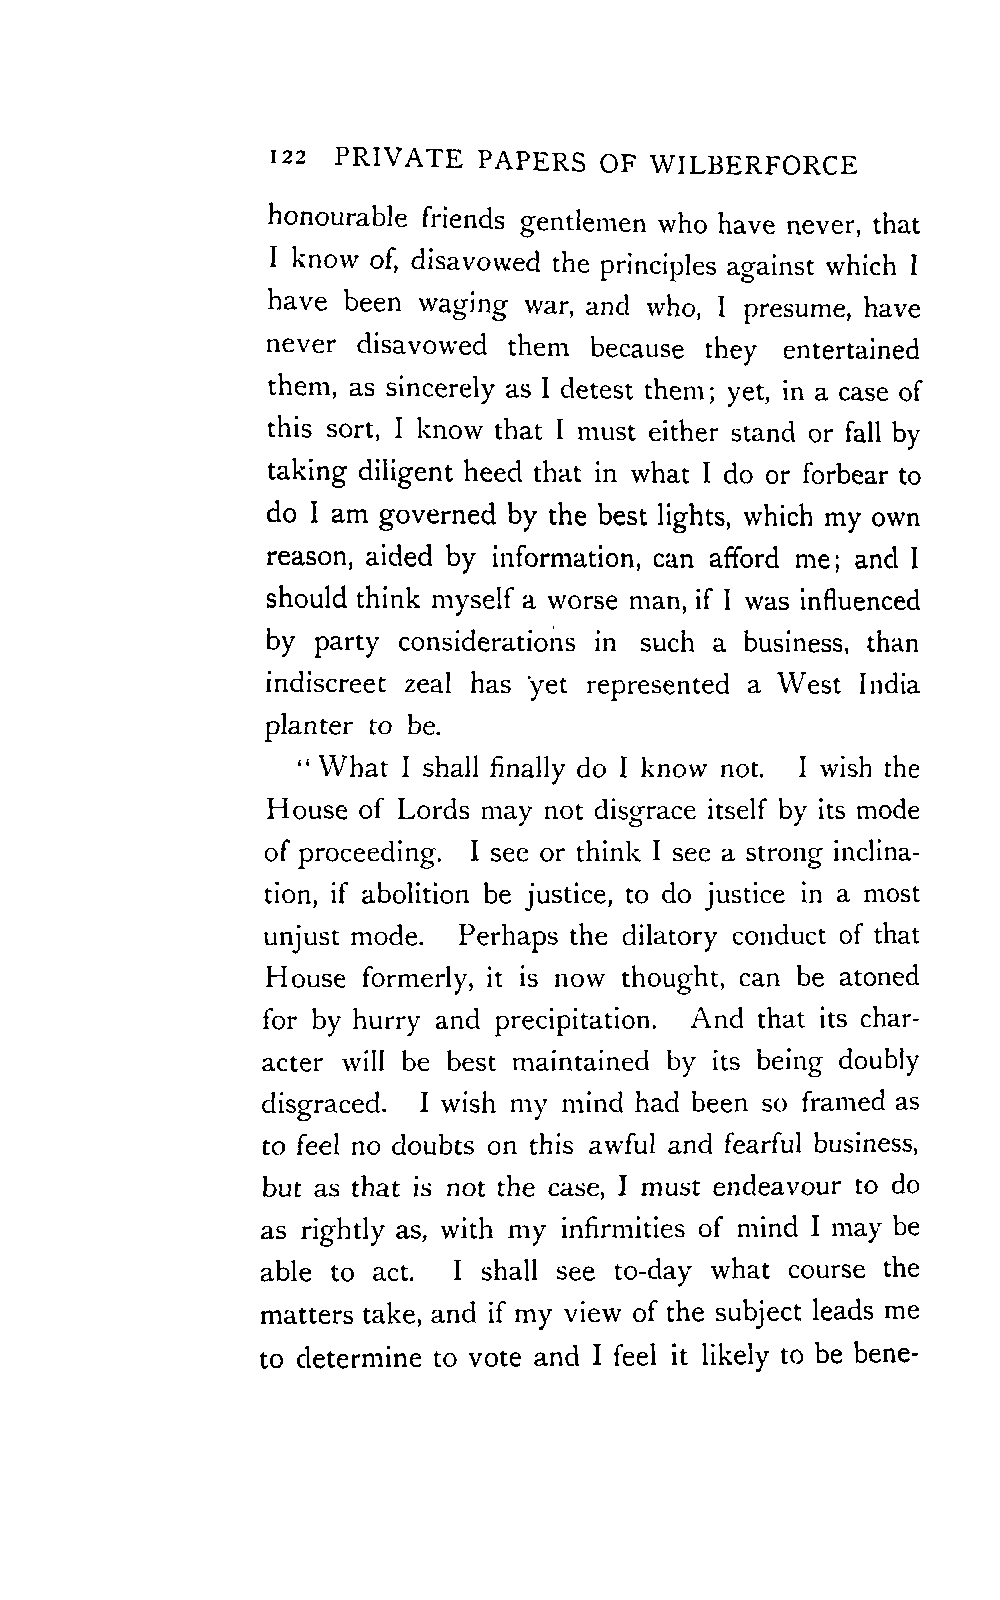 122 PRIVATE PAPERS OF WILBERFORCE
honourable friends gentlemen who have never, that
I know of, disavowed the principles against which I
have been waging war, and who, I presume, have
never disavowed them because they entertained
them, as sincerely as I detest them; yet, in a case of
this sort, I know that I must either stand or fall by
taking diligent heed that in what I do or forbear to
do I am governed by the best lights, which my own
reason, aided by information, can afford me; and I
should think myself a worse man, if I was influenced
by party considerations in such a business, than
indiscreet zeal has yet represented a West India
planter to be.
"What I shall finally do I know not. I wish the
House of Lords may not disgrace itself by its mode
of proceeding. I see or think I see a strong inclina-
tion, if abolition be justice, to do justice in a most
unjust mode. Perhaps the dilatory conduct of that
House formerly, it is now thought, can be atoned
for by hurry and precipitation. And that its char-
acter will be best maintained by its being doubly
disgraced. I wish my mind had been so framed as
to feel no doubts on this awful and fearful business,
but as that is not the case, I must endeavour to do
as rightly as, with my infirmities of mind I may be
able to act. I shall see to-day what course the
matters take, and if my view of the subject leads me
to determine to vote and I feel it likely to be bene-